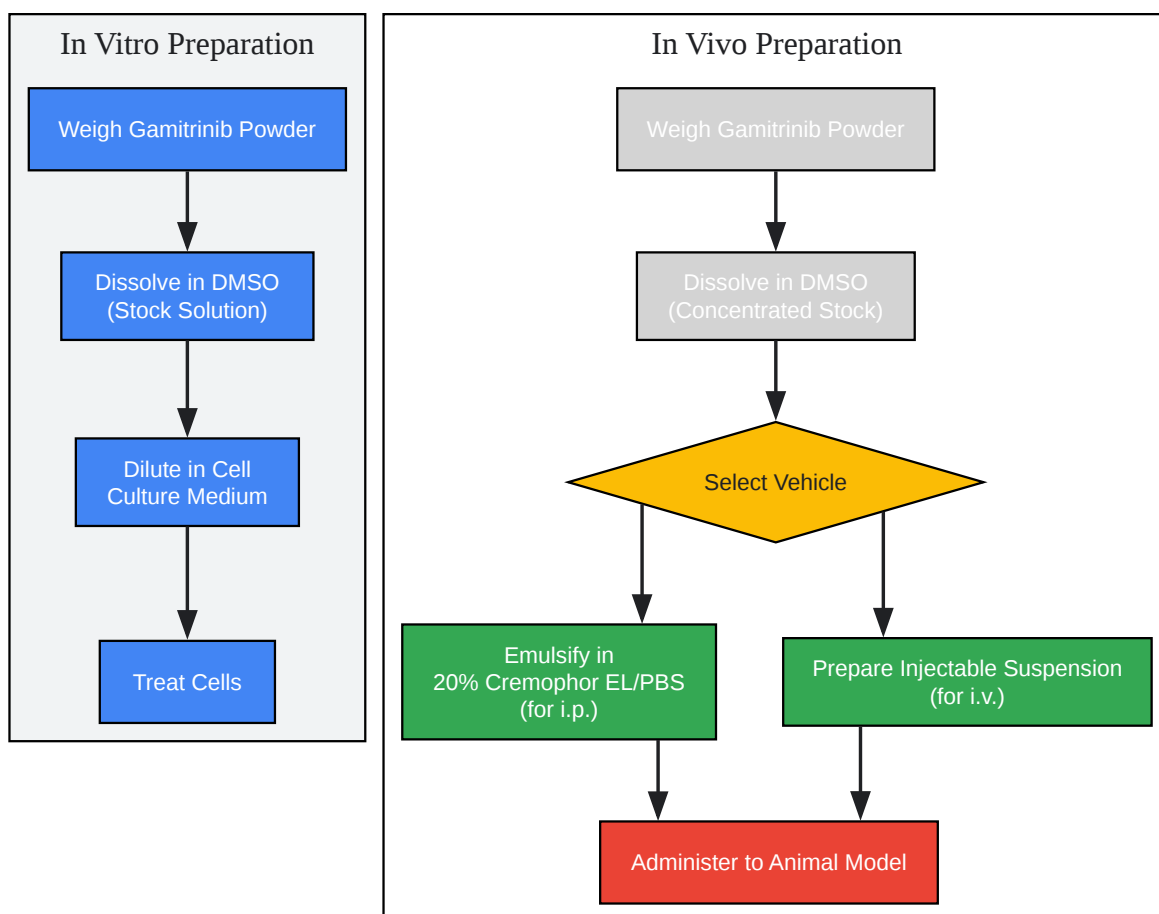 In Vitro Preparation
Weigh Gamitrinib Powder
Dissolve in DMSO
(Stock Solution)
Dilute in Cell
Culture Medium
Treat Cells
In Vivo Preparation
Weigh Gamitrinib Powder
Dissolve in DMSO
(Concentrated Stock)
Select Vehicle
Emulsify in
20% Cremophor EL/PBS
(for i.p.)
Prepare Injectable Suspension
(for i.v.)
Administer to Animal Model